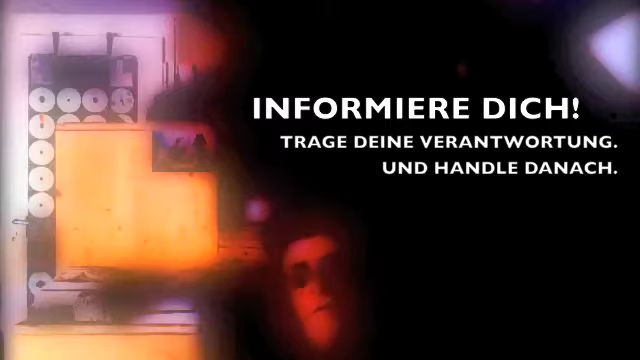 INFORMIERE DICH!
TRAGE DEINE VERANTWORTUNG.
UND HANDLE DANACH.